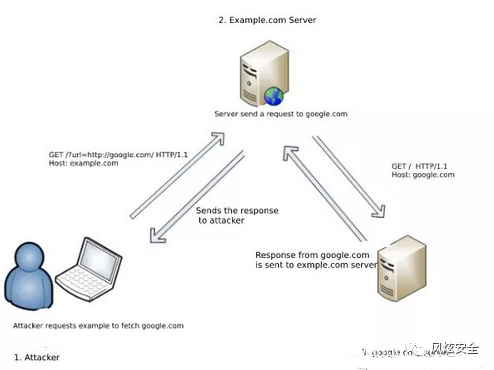 2. Example.com Server
Server send a request to google.com
GET /?url=http://google.com/ HTTP/1.1
Host: example.com
GET / HTTP/1.1
Host: google.com
Sends the response
to attacker
Response from google.com
is sent to exmple.com server
Attacker requests example to fetch google.com
1. Attacker
google
风炫安全